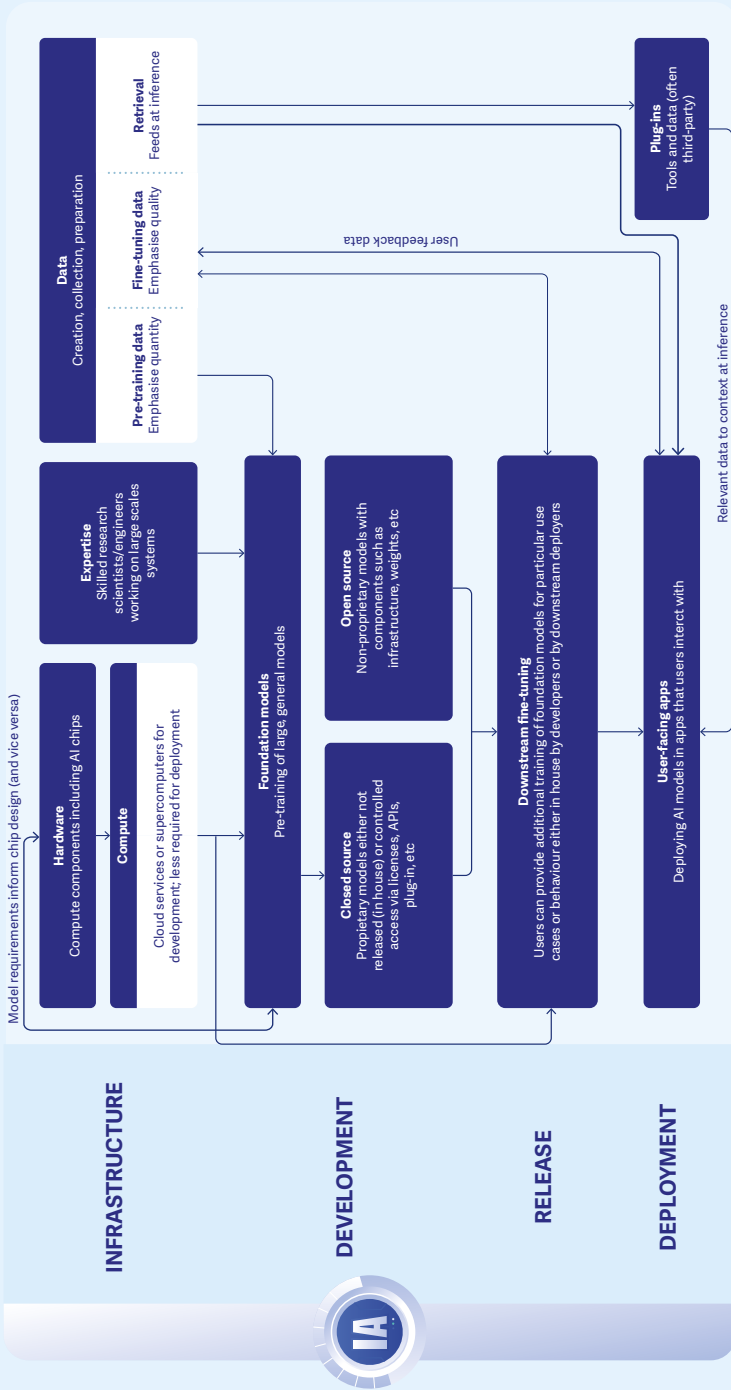 Model requirements inform chip design (and vice versa)
INFRASTRUCTURE
Hardware
Compute components including AI chips
Compute
Cloud services or supercomputers for
development; less required for deployment
Expertise
Skilled research
scientists/engineers
working on large scales
systems
Data
Creation, collection, preparation
Pre-training data
Emphasise quantity
Fine-tuning data
Emphasise quality
Retrieval
Feeds at inference
DEVELOPMENT
Foundation models
Pre-training of large, general models
Closed source
Propietary models either not
released (in house) or controlled
access via licenses, APIs,
plug-in, etc
Open source
Non-proprietary models with
components such as
infrastructure, weights, etc
User feedback data
RELEASE
Downstream fine-tuning
Users can provide additional training of foundation models for particular use
cases or behaviour either in house by developers or by downstream deployers
DEPLOYMENT
User-facing apps
Deploying AI models in apps that users interct with
Plug-ins
Tools and data (often
third-party)
Relevant data to context at inference
IA